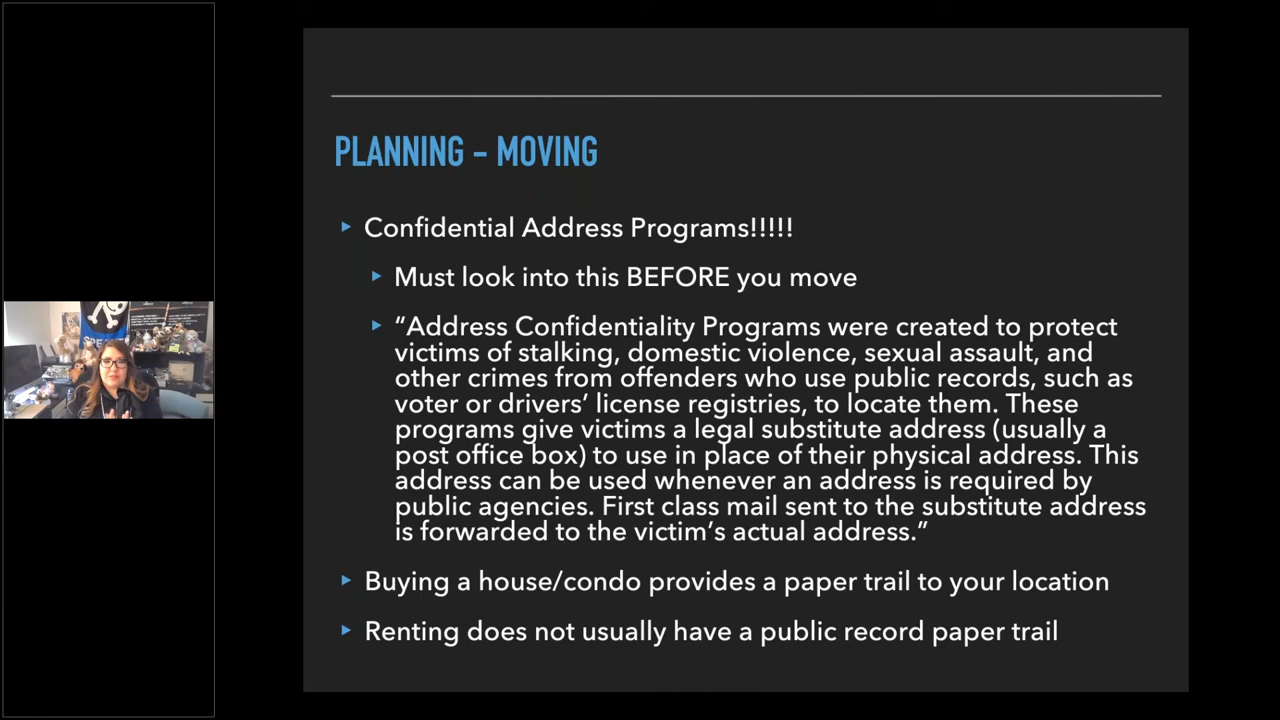 PLANNING – MOVING
Confidential Address Programs!!!!!
Must look into this BEFORE you move
“Address Confidentiality Programs were created to protect
victims of stalking, domestic violence, sexual assault, and
other crimes from offenders who use public records, such as
voter or drivers’ license registries, to locate them. These
programs give victims a legal substitute address (usually a
post office box) to use in place of their physical address. This
address can be used whenever an address is required by
public agencies. First class mail sent to the substitute address
is forwarded to the victim’s actual address.”
Buying a house/condo provides a paper trail to your location
Renting does not usually have a public record paper trail